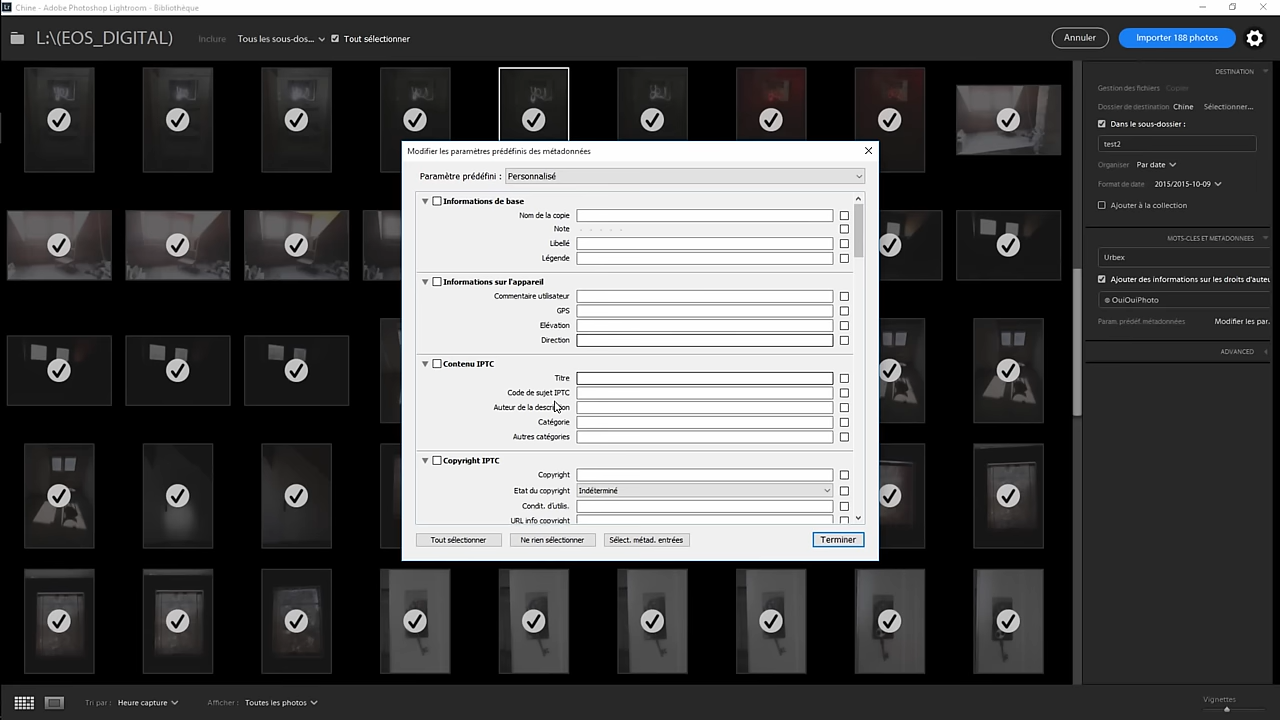 Lr Chine - Adobe Photoshop Lightroom - Bibliothèque
L:\(EOS_DIGITAL)
Inclure
Tous les sous-dos...
Tout sélectionner
Annuler
Importer 188 photos
Modifier les paramètres prédéfinis des métadonnées
Paramètre prédéfini : Personnalisé
Informations de base
Nom de la copie
Note
Libellé
Légende
Informations sur l'appareil
Commentaire utilisateur
GPS
Elévation
Direction
Contenu IPTC
Titre
Code de sujet IPTC
Auteur de la description
Catégorie
Autres catégories
Copyright IPTC
Copyright
Etat du copyright Indéterminé
Condit. d'utilis.
URL info copyright
Tout sélectionner
Ne rien sélectionner
Sélect. métad. entrées
Terminer
DESTINATION
Gestion des fichiers Copier
Dossier de destination Chine Sélectionner...
Dans le sous-dossier :
test2
Organiser Par date
Format de date 2015/2015-10-09
Ajouter à la collection
MOTS-CLES ET METADONNEES
Urbex
Ajouter des informations sur les droits d'auteu
© OuiOuiPhoto
Param. prédéf. métadonnées Modifier les par.
ADVANCED
Tri par : Heure capture
Afficher : Toutes les photos
Vignettes